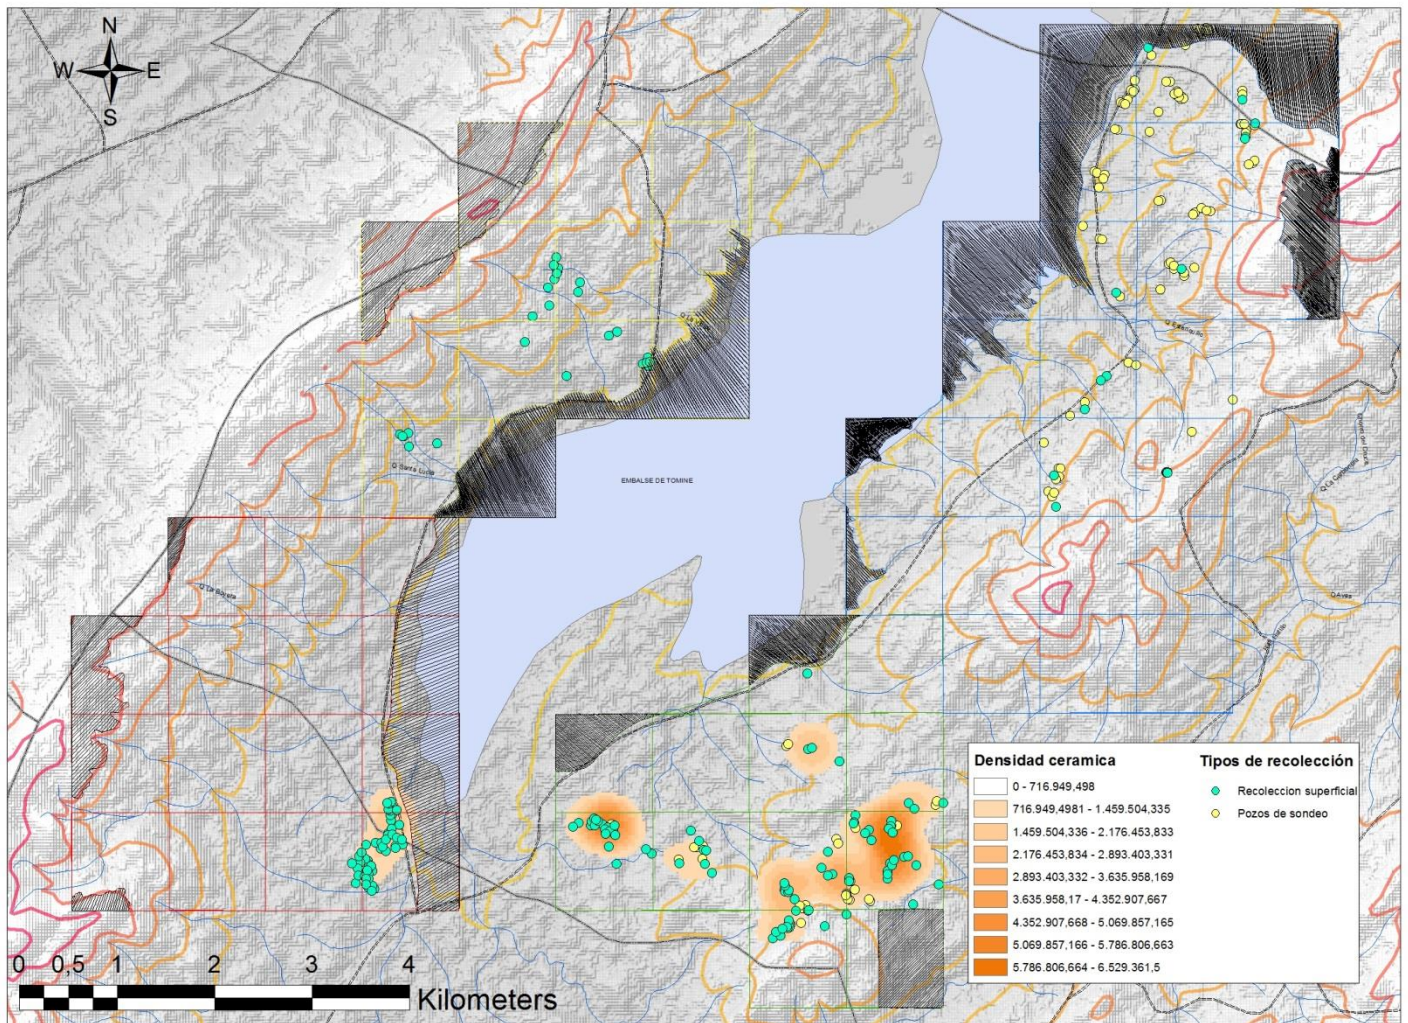 N
W E
S
Q Santa Lucia
EMBALSE DE TOMINE
Densidad ceramica
0 - 716.949,498
716.949,4981 - 1.459.504,335
1.459.504,336 - 2.176.453,833
2.176.453,834 - 2.893.403,331
2.893.403,332 - 3.635.958,169
3.635.958,17 - 4.352.907,667
4.352.907,668 - 5.069.857,165
5.069.857,166 - 5.786.806,663
5.786.806,664 - 6.529.361,5
Tipos de recolección
Recoleccion superficial
Pozos de sondeo
0 0,5 1 2 3 4
Kilometers